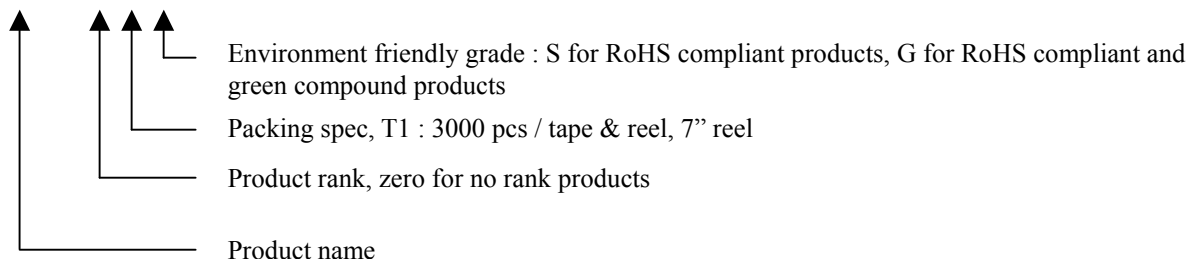 Environment friendly grade : S for RoHS compliant products, G for RoHS compliant and
green compound products
Packing spec, T1 : 3000 pcs / tape & reel, 7” reel
Product rank, zero for no rank products
Product name